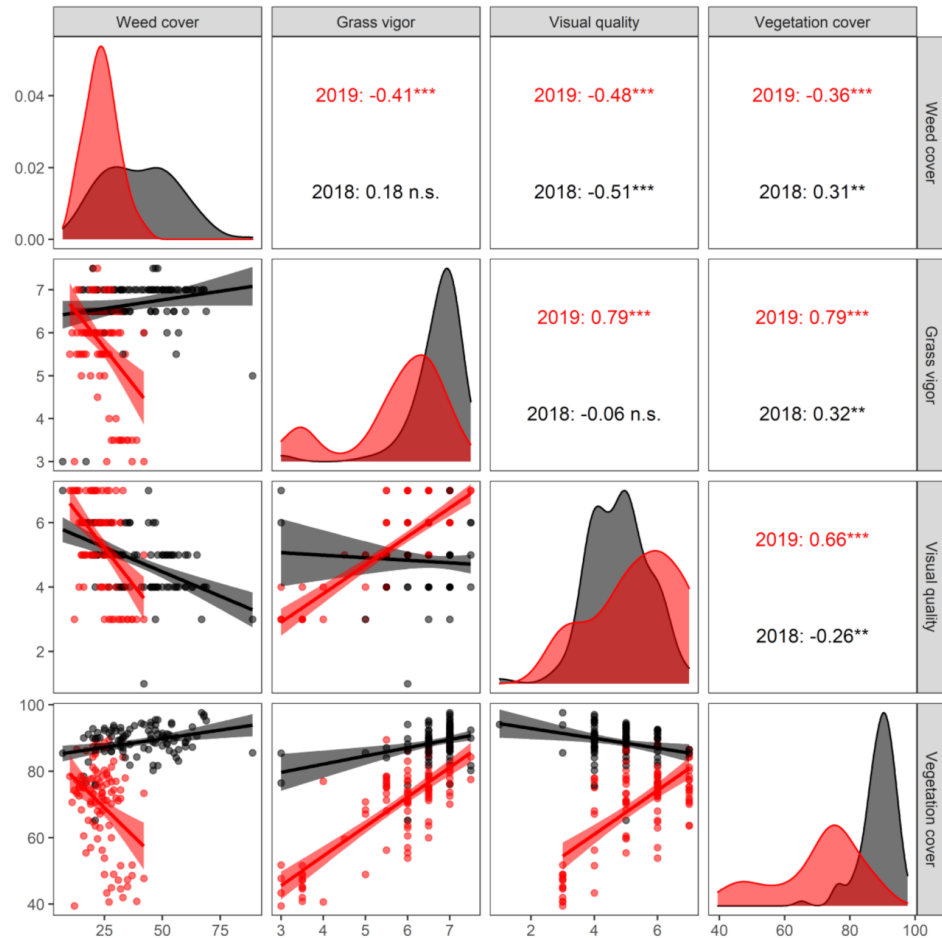 Weed cover Grass vigor Visual quality Vegetation cover
0.04
0.02
0.00
2019: -0.41***
2018: 0.18 n.s.
2019: -0.48***
2018: -0.51***
2019: -0.36***
2018: 0.31**
Weed cover
7
6
5
4
3
2019: 0.79***
2018: -0.06 n.s.
2019: 0.79***
2018: 0.32**
Grass vigor
6
4
2
2019: 0.66***
2018: -0.26**
Visual quality
100
80
60
40
Vegetation cover
25 50 75
3 4 5 6 7
2 4 6
40 60 80 100